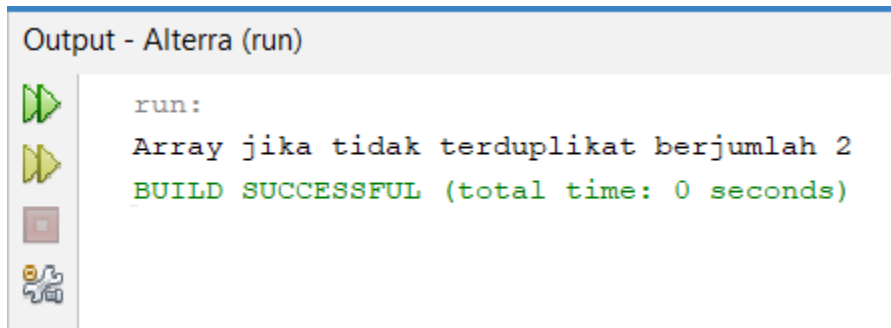 Output - Alterra (run)
run:
Array jika tidak terduplikat berjumlah 2
BUILD SUCCESSFUL (total time: 0 seconds)